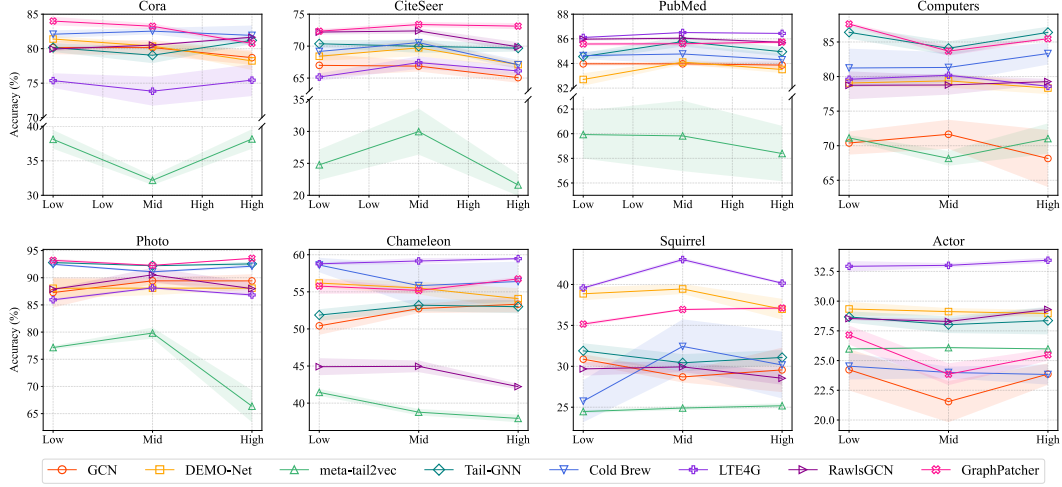 Cora CiteSeer PubMed Computers
Accuracy (%)
85 80 75 70 40 35 30
Low Low Mid High High
75 70 65 35 30 25 20
Low Low Mid High High
88 86 84 82 62 60 58 56
Low Low Mid High High
85 80 75 70 65
Low Mid High
Photo Chameleon Squirrel Actor
Accuracy (%)
95 90 85 80 75 70 65
Low Mid High
60 55 50 45 40
Low Mid High
40 35 30 25
Low Mid High
32.5 30.0 27.5 25.0 22.5 20.0
Low Mid High
GCN DEMO-Net meta-tail2vec Tail-GNN Cold Brew LTE4G RawlsGCN GraphPatcher